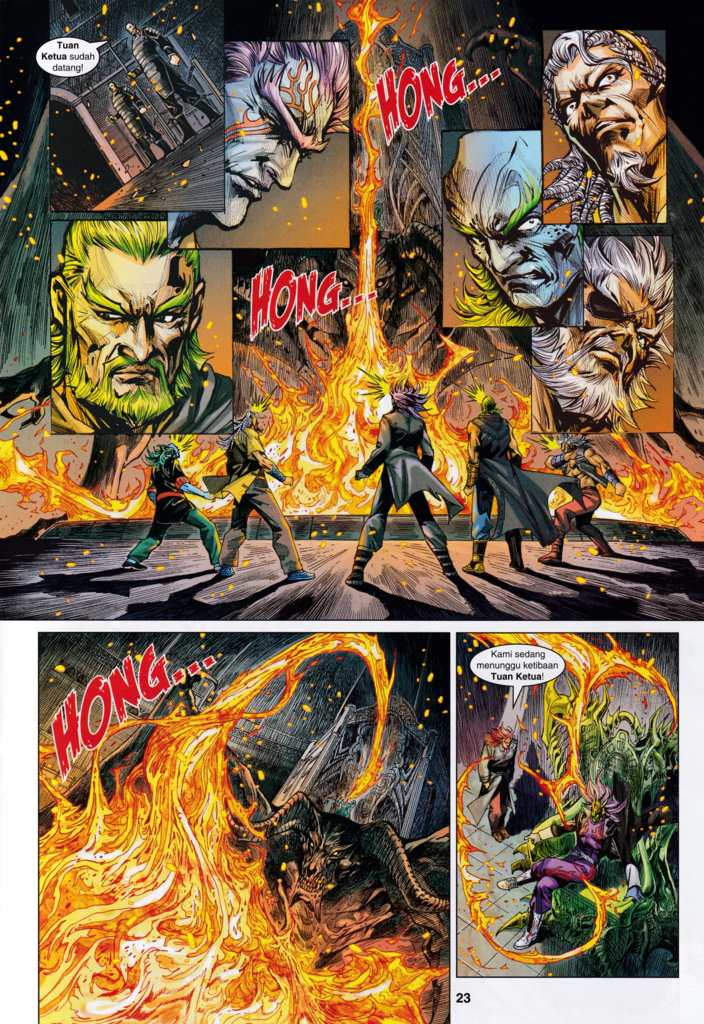 Tuan
Ketua sudah
datang!
HONG...
HONG...
HONG...
Kami sedang
menunggu ketibaan
Tuan Ketua!
23